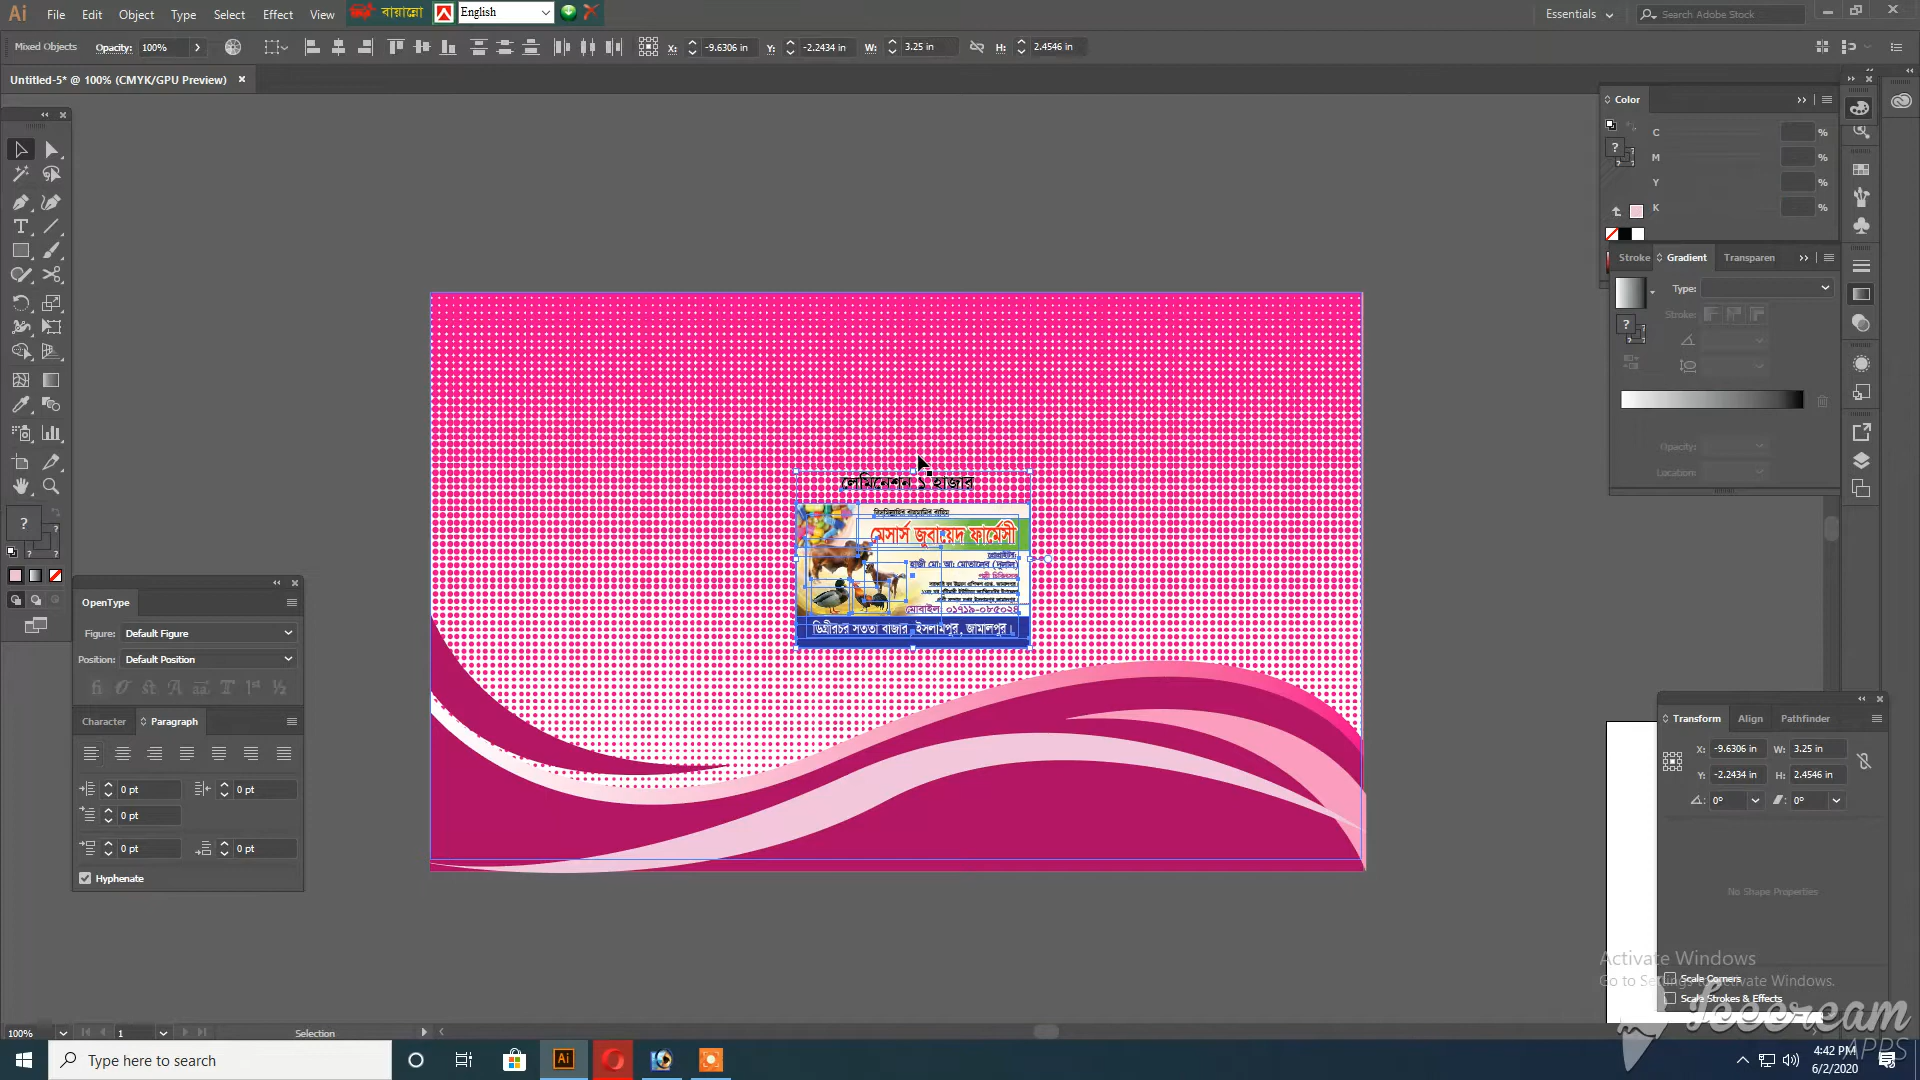 Ai File Edit Object Type Select Effect View বায়ান্নো English Essentials Search Adobe Stock
Mixed Objects Opacity: 100% X: -9.6306 in Y: -2.2434 in W: 3.25 in H: 2.4546 in
Untitled-5* @ 100% (CMYK/GPU Preview)
Color
C %
M %
Y %
K %
Stroke Gradient Transparen
Type:
Stroke:
Opacity:
Location:
লেমিনেশন ১ হাজার
মেসার্স জুবায়েদ ফার্মেসী
হাজী মো: আ: মোতালেব (দুলাল)
পল্লী চিকিৎসক
মোবাইল: ০১৭১৯-০৮৫০২৪
ডিগ্রীরচর সততা বাজার, ইসলামপুর, জামালপুর।
OpenType
Figure: Default Figure
Position: Default Position
Character Paragraph
0 pt 0 pt
0 pt
0 pt 0 pt
Hyphenate
Transform Align Pathfinder
X: -9.6306 in W: 3.25 in
Y: -2.2434 in H: 2.4546 in
0° 0°
No Shape Properties
Scale Corners
Scale Strokes & Effects
Activate Windows
Go to Settings to activate Windows.
Icecream
APPS
100% 1 Selection
Type here to search
Ai
4:42 PM
6/2/2020